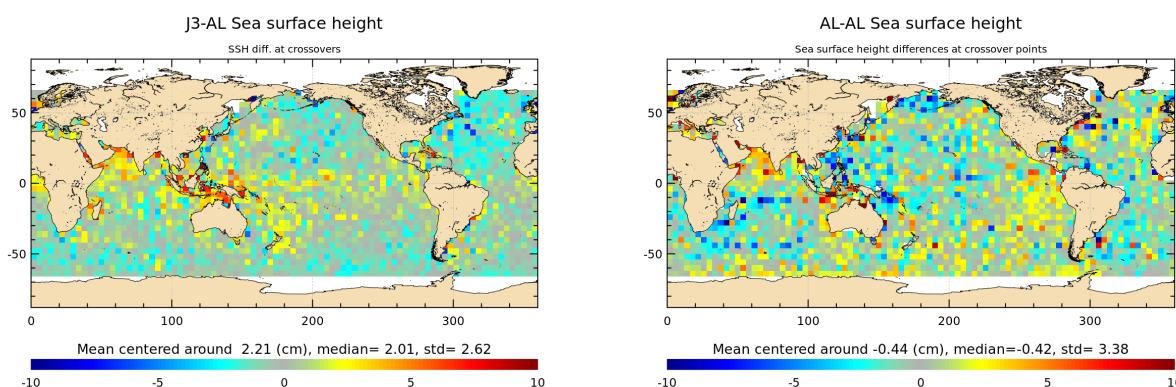 J3-AL Sea surface height
SSH diff. at crossovers
50
0
-50
0 100 200 300
Mean centered around 2.21 (cm), median= 2.01, std= 2.62
-10 -5 0 5 10
AL-AL Sea surface height
Sea surface height differences at crossover points
50
0
-50
0 100 200 300
Mean centered around -0.44 (cm), median=-0.42, std= 3.38
-10 -5 0 5 10